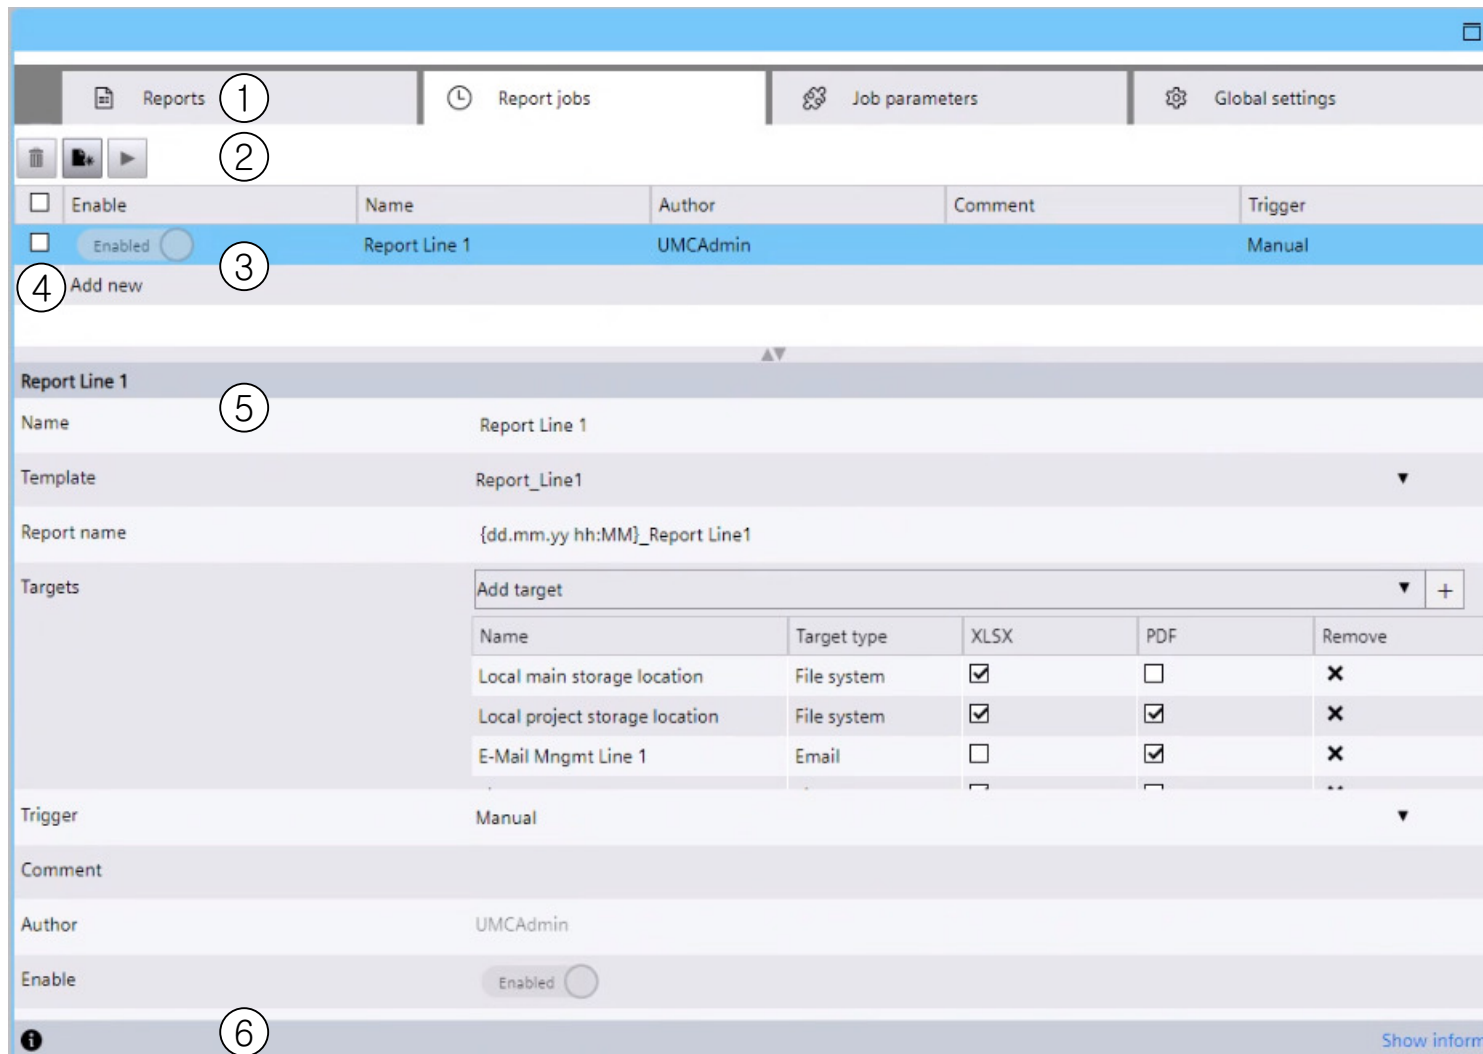 Reports ① Report jobs Job parameters Global settings
②
Enable Name Author Comment Trigger
Enabled Report Line 1 UMCAdmin Manual
③
④ Add new
Report Line 1
⑤
Name Report Line 1
Template Report_Line1
Report name {dd.mm.yy hh:MM}_Report Line1
Targets Add target
Name Target type XLSX PDF Remove
Local main storage location File system
Local project storage location File system
E-Mail Mngmt Line 1 Email
Trigger Manual
Comment
Author UMCAdmin
Enable Enabled
⑥ Show inform